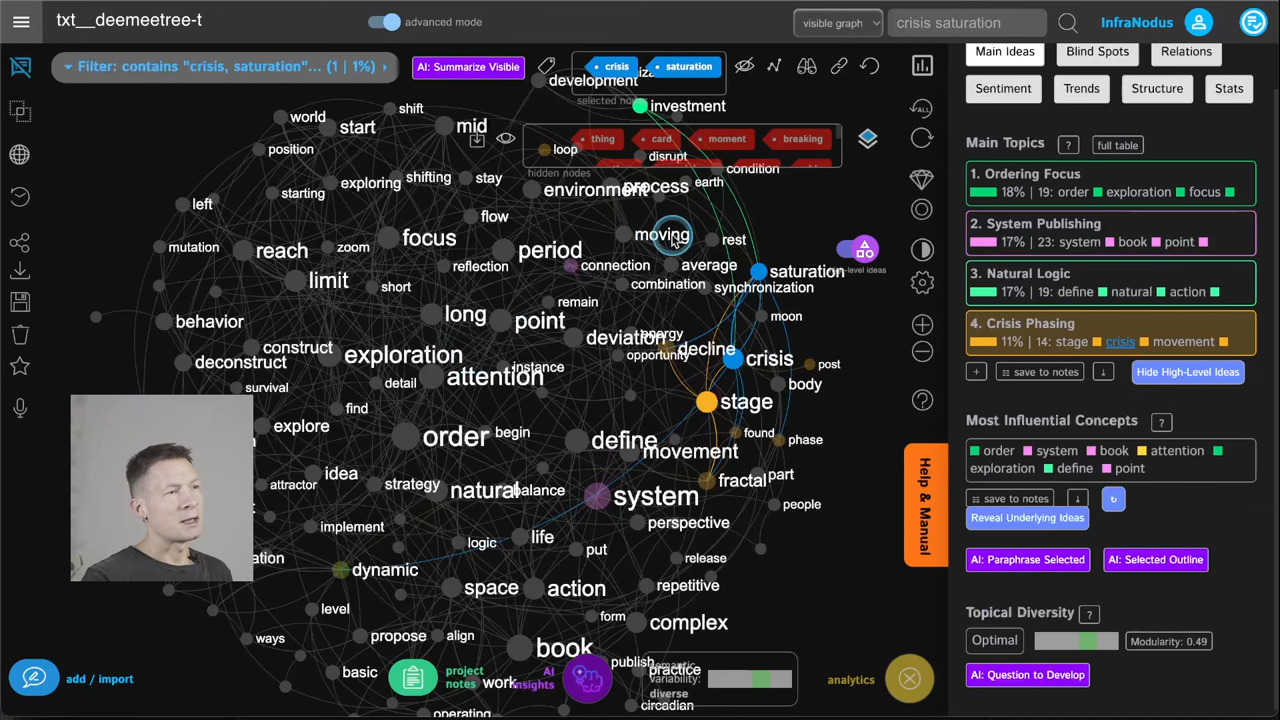 txt__deemeetree-t
advanced mode
visible graph
crisis saturation
InfraNodus
Filter: contains "crisis, saturation"... (1 | 1%)
AI: Summarize Visible
crisis
saturation
selected
development
investment
thing
card
moment
breaking
hidden nodes
world
shift
start
mid
position
loop
disrupt
condition
exploring
shifting
stay
environment
process
earth
starting
left
flow
moving
rest
mutation
reach
zoom
focus
period
reflection
connection
average
limit
short
combination
synchronization
saturation
remain
moon
behavior
long
point
deviation
energy
opportunity
decline
crisis
construct
deconstruct
exploration
attention
instance
post
survival
detail
body
stage
find
explore
order
begin
define
found
phase
movement
idea
attractor
strategy
natural
balance
system
fractal
part
people
implement
perspective
logic
life
put
release
dynamic
space
action
repetitive
level
form
complex
ways
propose
align
book
basic
publish
practice
work
circadian
operating
semantic
variability:
diverse
add / import
project
notes
AI
insights
analytics
Help & Manual
Main Ideas
Blind Spots
Relations
Sentiment
Trends
Structure
Stats
Main Topics
?
full table
1. Ordering Focus
18% | 19: order exploration focus
2. System Publishing
17% | 23: system book point
3. Natural Logic
17% | 19: define natural action
4. Crisis Phasing
11% | 14: stage crisis movement
+
save to notes
↓
Hide High-Level Ideas
Most Influential Concepts
?
order system book attention
exploration define point
save to notes
↓
↻
Reveal Underlying Ideas
AI: Paraphrase Selected
AI: Selected Outline
Topical Diversity
?
Optimal
Modularity: 0.49
AI: Question to Develop